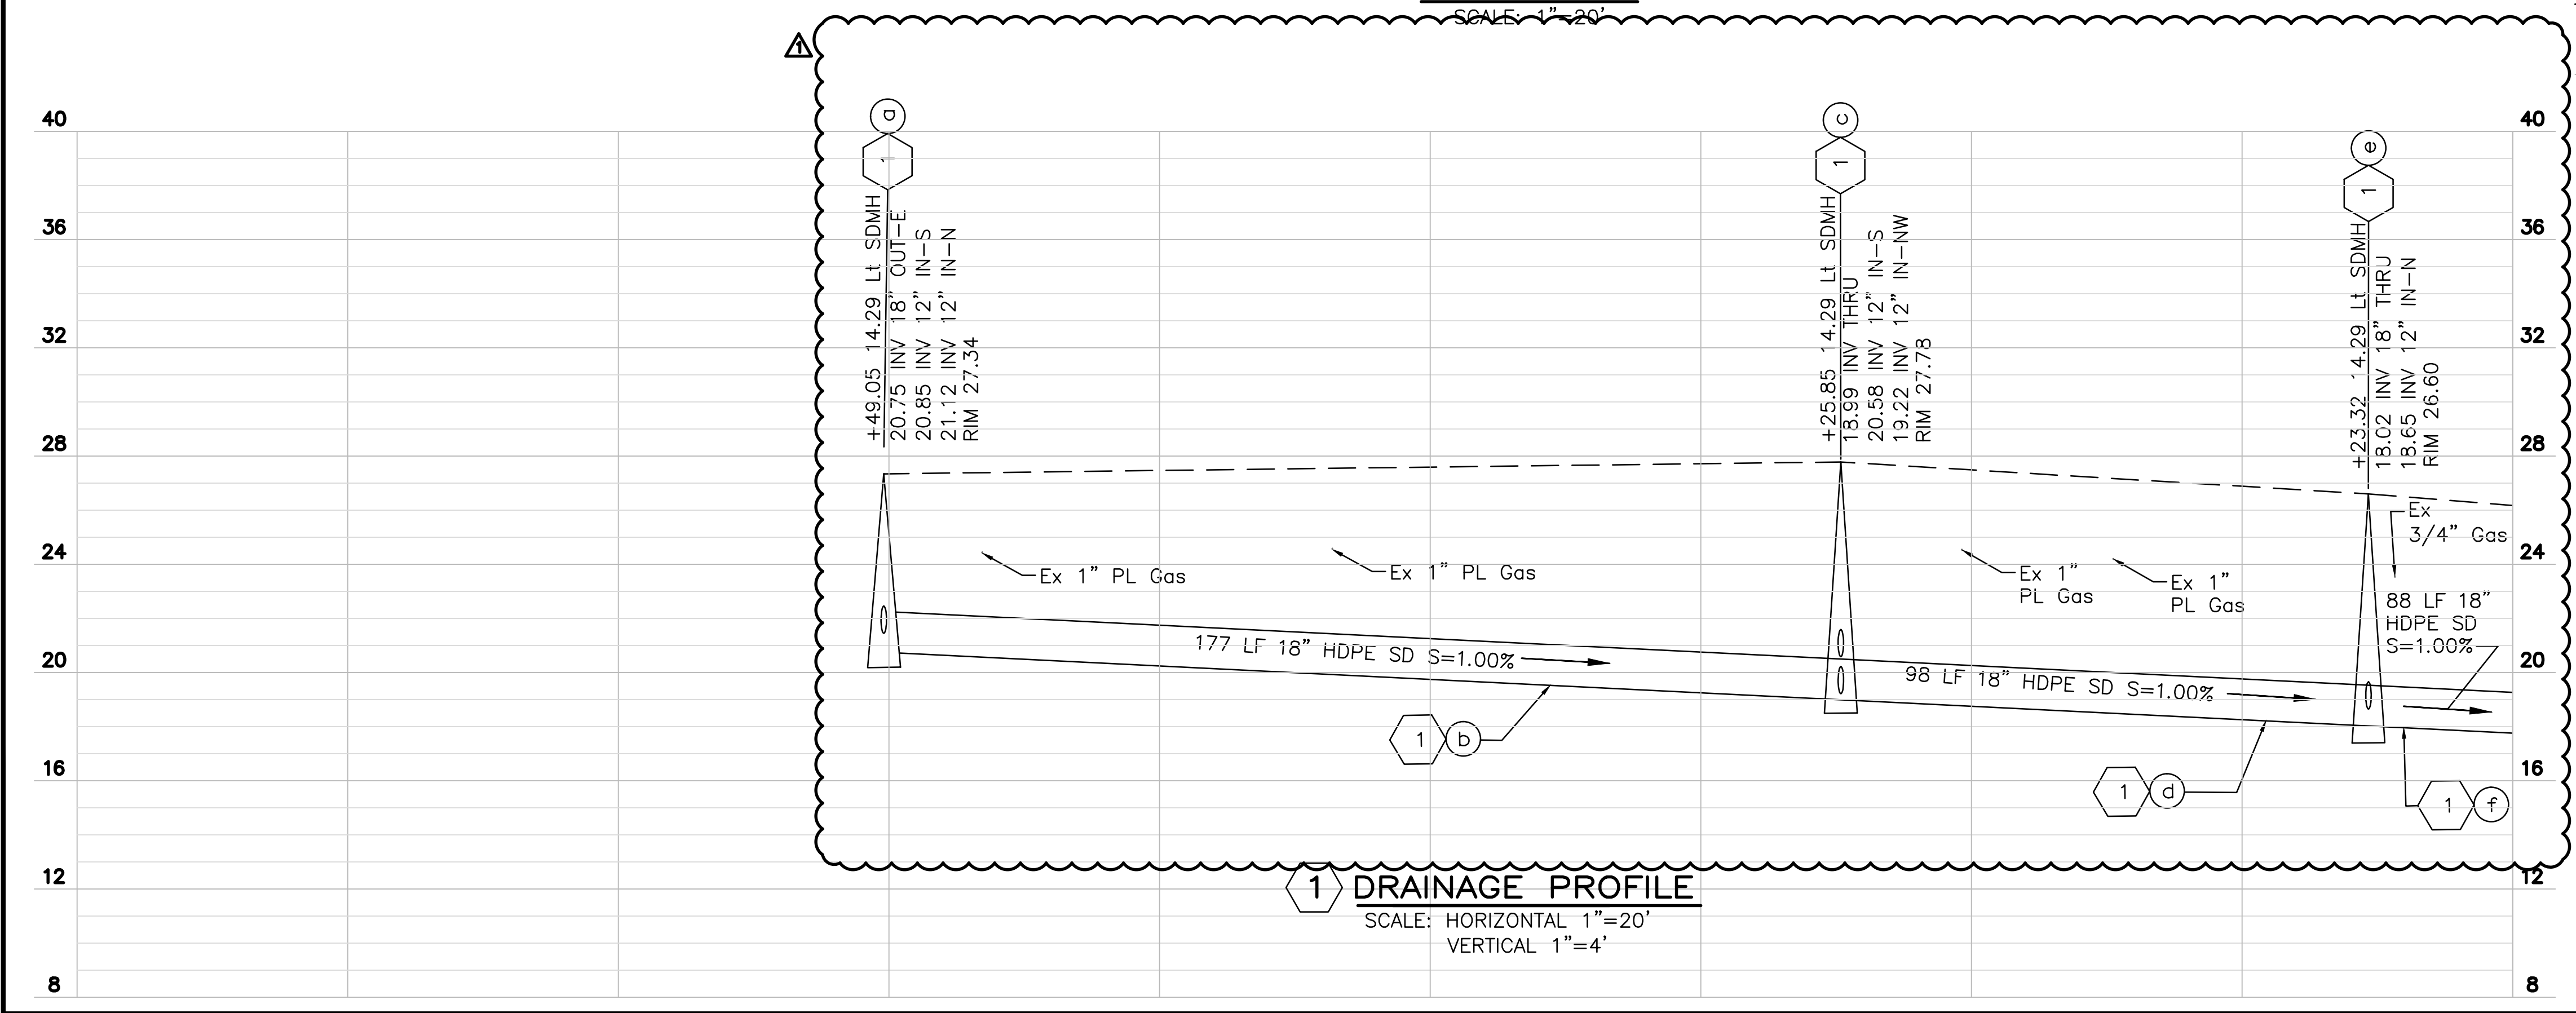 SCALE: 1"=20'
1
40
36
32
28
24
20
16
12
8
a
1
+49.05 14.29 Lt SDMH
20.75 INV 18" OUT-E
20.85 INV 12" IN-S
21.12 INV 12" IN-N
RIM 27.34
c
1
+25.85 14.29 Lt SDMH
18.99 INV THRU
20.58 INV 12" IN-S
19.22 INV 12" IN-NW
RIM 27.78
e
1
+23.32 14.29 Lt SDMH
18.02 INV 18" THRU
18.65 INV 12" IN-N
RIM 26.60
Ex 1" PL Gas
Ex 1" PL Gas
Ex 1"
PL Gas
Ex 1"
PL Gas
Ex
3/4" Gas
177 LF 18" HDPE SD S=1.00%
98 LF 18" HDPE SD S=1.00%
88 LF 18"
HDPE SD
S=1.00%
1 b
1 d
1 f
40
36
32
28
24
20
16
12
8
1 DRAINAGE PROFILE
SCALE: HORIZONTAL 1"=20'
VERTICAL 1"=4'